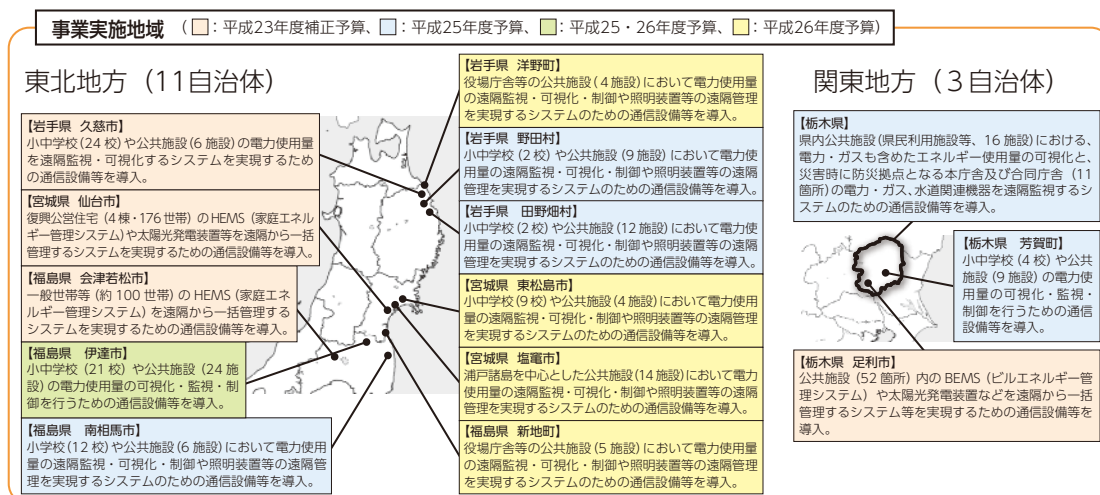 事業実施地域 （□：平成23年度補正予算、□：平成25年度予算、□：平成25・26年度予算、□：平成26年度予算）
東北地方（11自治体）
【岩手県 久慈市】
小中学校（24校）や公共施設（6施設）の電力使用量
を遠隔監視・可視化するシステムを実現するため
の通信設備等を導入。
【宮城県 仙台市】
復興公営住宅（4棟・176世帯）のHEMS（家庭エネル
ギー管理システム）や太陽光発電装置等を遠隔から一括
管理するシステムを実現するための通信設備等を導入。
【福島県 会津若松市】
一般世帯等（約100世帯）のHEMS（家庭エネ
ルギー管理システム）を遠隔から一括管理する
システムを実現するための通信設備等を導入。
【福島県 伊達市】
小中学校（21校）や公共施設（24施
設）の電力使用量の可視化・監視・制
御を行うための通信設備等を導入。
【福島県 南相馬市】
小学校（12校）や公共施設（6施設）において電力使用
量の遠隔監視・可視化・制御や照明装置等の遠隔管
理を実現するシステムのための通信設備等を導入。
【岩手県 洋野町】
役場庁舎等の公共施設（4施設）において電力使用量
の遠隔監視・可視化・制御や照明装置等の遠隔管理
を実現するシステムのための通信設備等を導入。
【岩手県 野田村】
小中学校（2校）や公共施設（9施設）において電力使
用量の遠隔監視・可視化・制御や照明装置等の遠隔
管理を実現するシステムのための通信設備等を導入。
【岩手県 田野畑村】
小中学校（2校）や公共施設（12施設）において電力使
用量の遠隔監視・可視化・制御や照明装置等の遠隔
管理を実現するシステムのための通信設備等を導入。
【宮城県 東松島市】
小中学校（9校）や公共施設（4施設）において電力使用
量の遠隔監視・可視化・制御や照明装置等の遠隔管
理を実現するシステムのための通信設備等を導入。
【宮城県 塩竈市】
浦戸諸島を中心とした公共施設（14施設）において電力
使用量の遠隔監視・可視化・制御や照明装置等の遠隔管
理を実現するシステムのための通信設備等を導入。
【福島県 新地町】
役場庁舎等の公共施設（5施設）において電力使用
量の遠隔監視・可視化・制御や照明装置等の遠隔管
理を実現するシステムのための通信設備等を導入。
関東地方（3自治体）
【栃木県】
県内公共施設（県民利用施設等、16施設）における、
電力・ガスも含めたエネルギー使用量の可視化と、
災害時に防災拠点となる本庁舎及び合同庁舎（11
箇所）の電力・ガス、水道関連機器を遠隔監視するシ
ステムのための通信設備等を導入。
【栃木県 芳賀町】
小中学校（4校）や公共
施設（9施設）の電力使
用量の可視化・監視・
制御を行うための通信
設備等を導入。
【栃木県 足利市】
公共施設（52箇所）内のBEMS（ビルエネルギー管
理システム）や太陽光発電装置などを遠隔から一括
管理するシステム等を実現するための通信設備等を
導入。